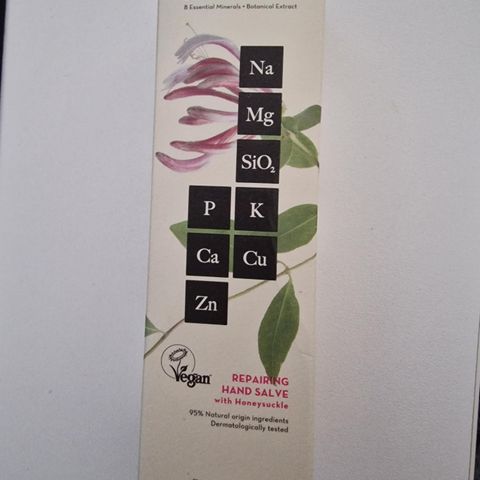 8 Essential Minerals • Botanical Extract
Na
Mg
SiO₂
P K
Ca Cu
Zn
Vegan
REPAIRING
HAND SALVE
with Honeysuckle
95% Natural origin ingredients
Dermatologically tested